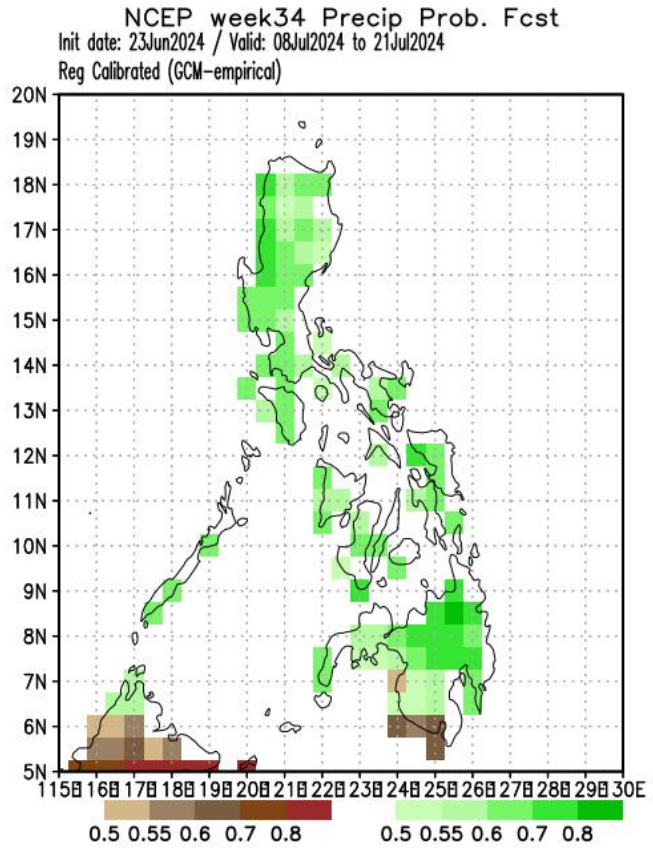 NCEP week34 Precip Prob. Fcst
Init date: 23Jun2024 / Valid: 08Jul2024 to 21Jul2024
Reg Calibrated (GCM-empirical)
20N
19N
18N
17N
16N
15N
14N
13N
12N
11N
10N
9N
8N
7N
6N
5N
115E 116E 117E 118E 119E 120E 121E 122E 123E 124E 125E 126E 127E 128E 129E 130E
0.5 0.55 0.6 0.7 0.8 0.5 0.55 0.6 0.7 0.8